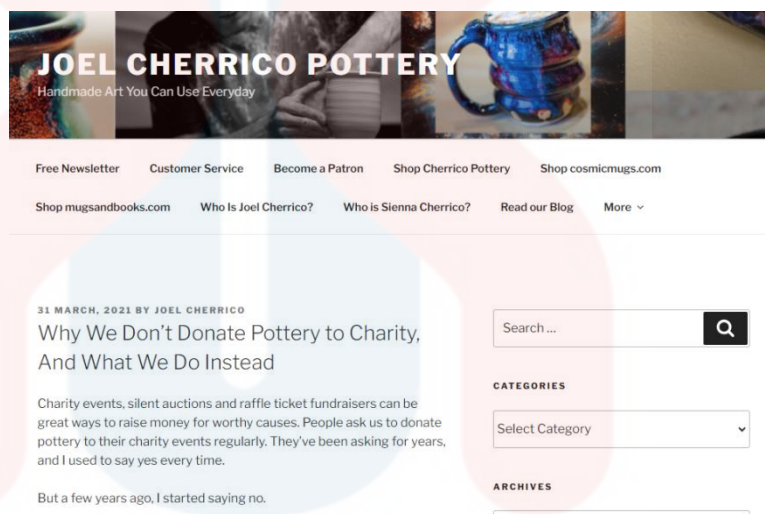 JOEL CHERRICO POTTERY
Handmade Art You Can Use Everyday
Free Newsletter Customer Service Become a Patron Shop Cherrico Pottery Shop cosmicmugs.com
Shop mugsandbooks.com Who Is Joel Cherrico? Who is Sienna Cherrico? Read our Blog More
31 MARCH, 2021 BY JOEL CHERRICO
Why We Don't Donate Pottery to Charity,
And What We Do Instead
Charity events, silent auctions and raffle ticket fundraisers can be
great ways to raise money for worthy causes. People ask us to donate
pottery to their charity events regularly. They've been asking for years,
and I used to say yes every time.
But a few years ago, I started saying no.
Search …
CATEGORIES
Select Category
ARCHIVES